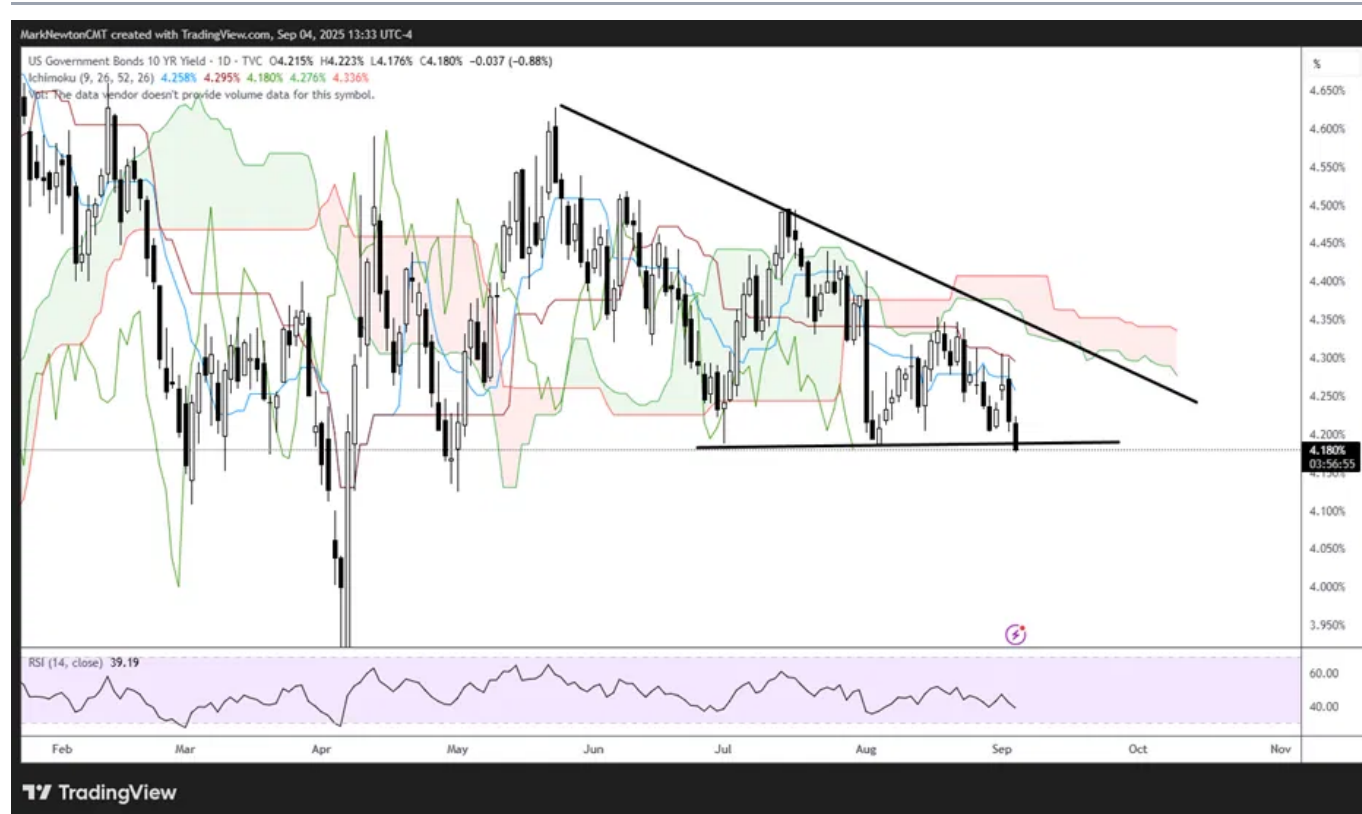 MarkNewtonCMT created with TradingView.com, Sep 04, 2025 13:33 UTC-4
US Government Bonds 10 YR Yield · 1D · TVC O4.215% H4.223% L4.176% C4.180% −0.037 (−0.88%)
Ichimoku (9, 26, 52, 26) 4.258% 4.295% 4.180% 4.276% 4.336%
Vol: The data vendor doesn't provide volume data for this symbol.
%
4.650%
4.600%
4.550%
4.500%
4.450%
4.400%
4.350%
4.300%
4.250%
4.200%
4.180%
03:56:55
4.150%
4.100%
4.050%
4.000%
3.950%
RSI (14, close) 39.19
60.00
40.00
Feb Mar Apr May Jun Jul Aug Sep Oct Nov
TradingView